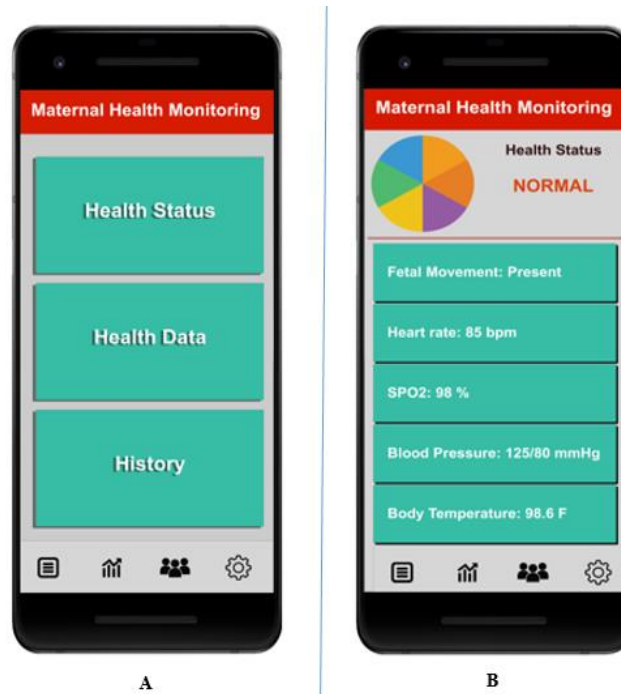 Maternal Health Monitoring
Health Status
Health Data
History
A
Maternal Health Monitoring
Health Status
NORMAL
Fetal Movement: Present
Heart rate: 85 bpm
SPO2: 98 %
Blood Pressure: 125/80 mmHg
Body Temperature: 98.6 F
B